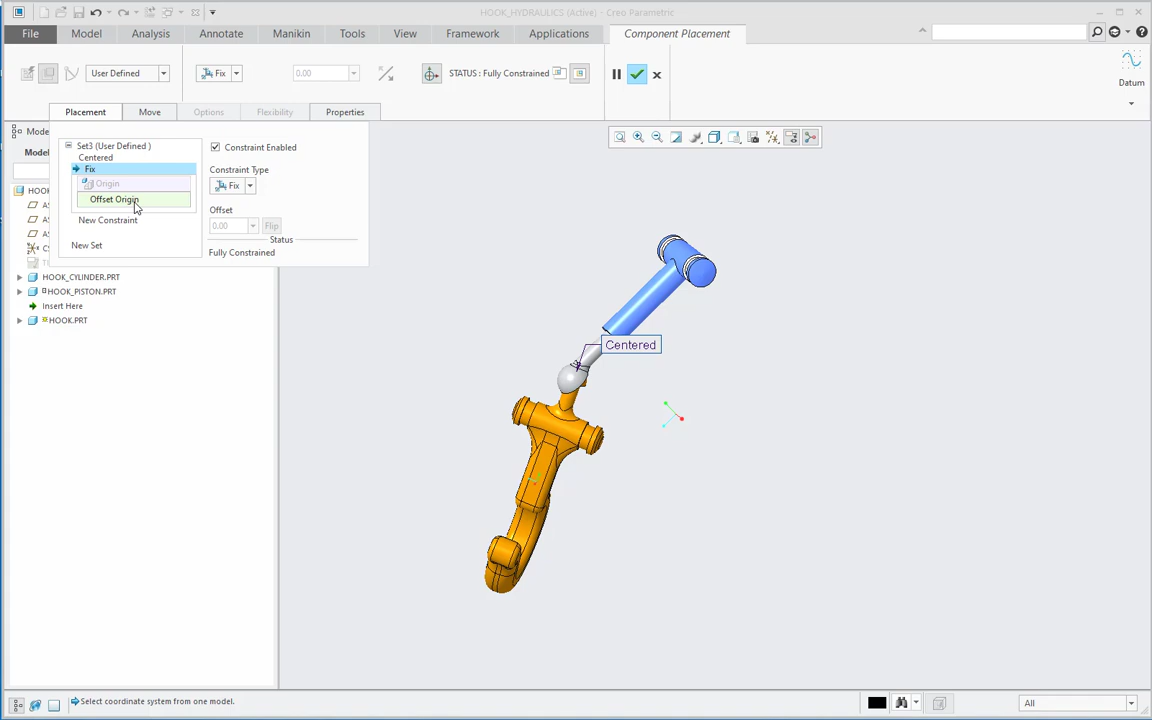 HOOK_HYDRAULICS (Active) - Creo Parametric
File Model Analysis Annotate Manikin Tools View Framework Applications Component Placement
User Defined Fix 0.00 STATUS : Fully Constrained
Datum
Placement Move Options Flexibility Properties
Set3 (User Defined )
Centered
Fix
Origin
Offset Origin
New Constraint
New Set
Constraint Enabled
Constraint Type
Fix
Offset
0.00 Flip
Status
Fully Constrained
HOOK_CYLINDER.PRT
HOOK_PISTON.PRT
Insert Here
HOOK.PRT
Centered
Select coordinate system from one model.
All